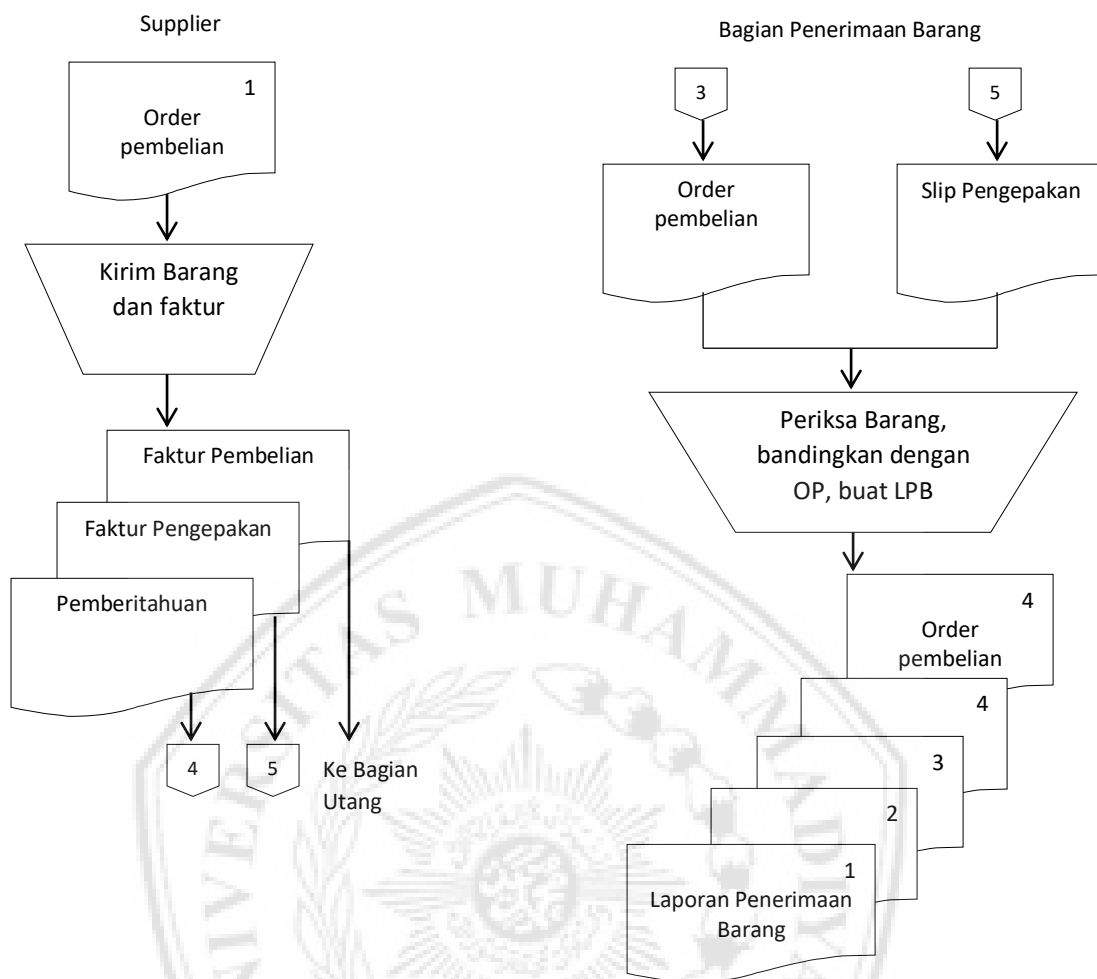 Supplier
1
Order
pembelian
Kirim Barang
dan faktur
Faktur Pembelian
Faktur Pengepakan
Pemberitahuan
4
5
Ke Bagian
Utang
Bagian Penerimaan Barang
3
5
Order
pembelian
Slip Pengepakan
Periksa Barang,
bandingkan dengan
OP, buat LPB
4
Order
pembelian
4
3
2
1
Laporan Penerimaan
Barang